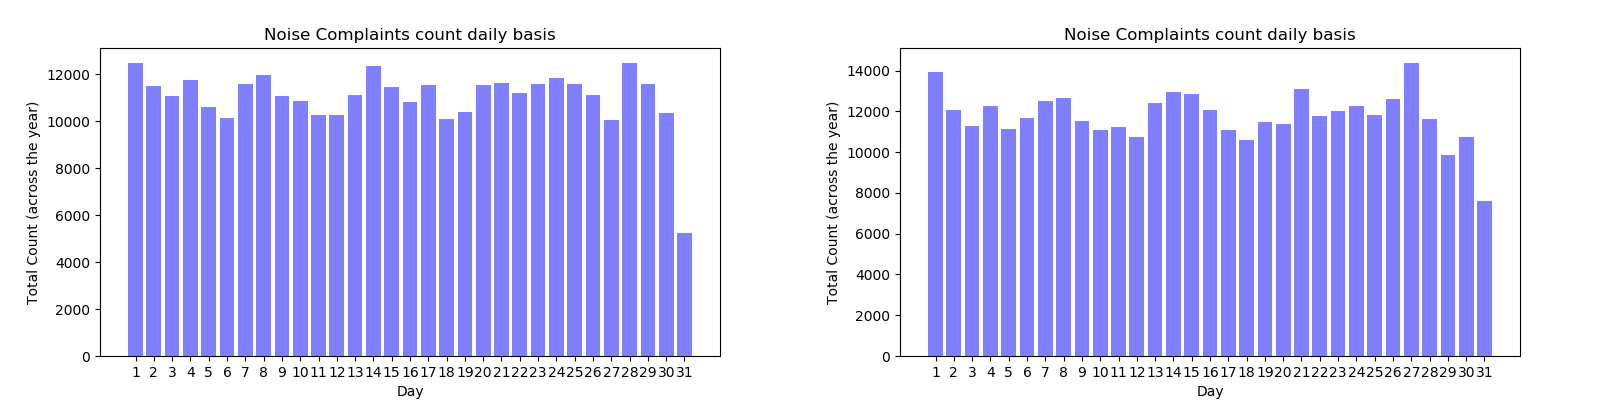 Noise Complaints count daily basis
Total Count (across the year)
12000
10000
8000
6000
4000
2000
0
1 2 3 4 5 6 7 8 9 10 11 12 13 14 15 16 17 18 19 20 21 22 23 24 25 26 27 28 29 30 31
Day
Noise Complaints count daily basis
Total Count (across the year)
14000
12000
10000
8000
6000
4000
2000
0
1 2 3 4 5 6 7 8 9 10 11 12 13 14 15 16 17 18 19 20 21 22 23 24 25 26 27 28 29 30 31
Day